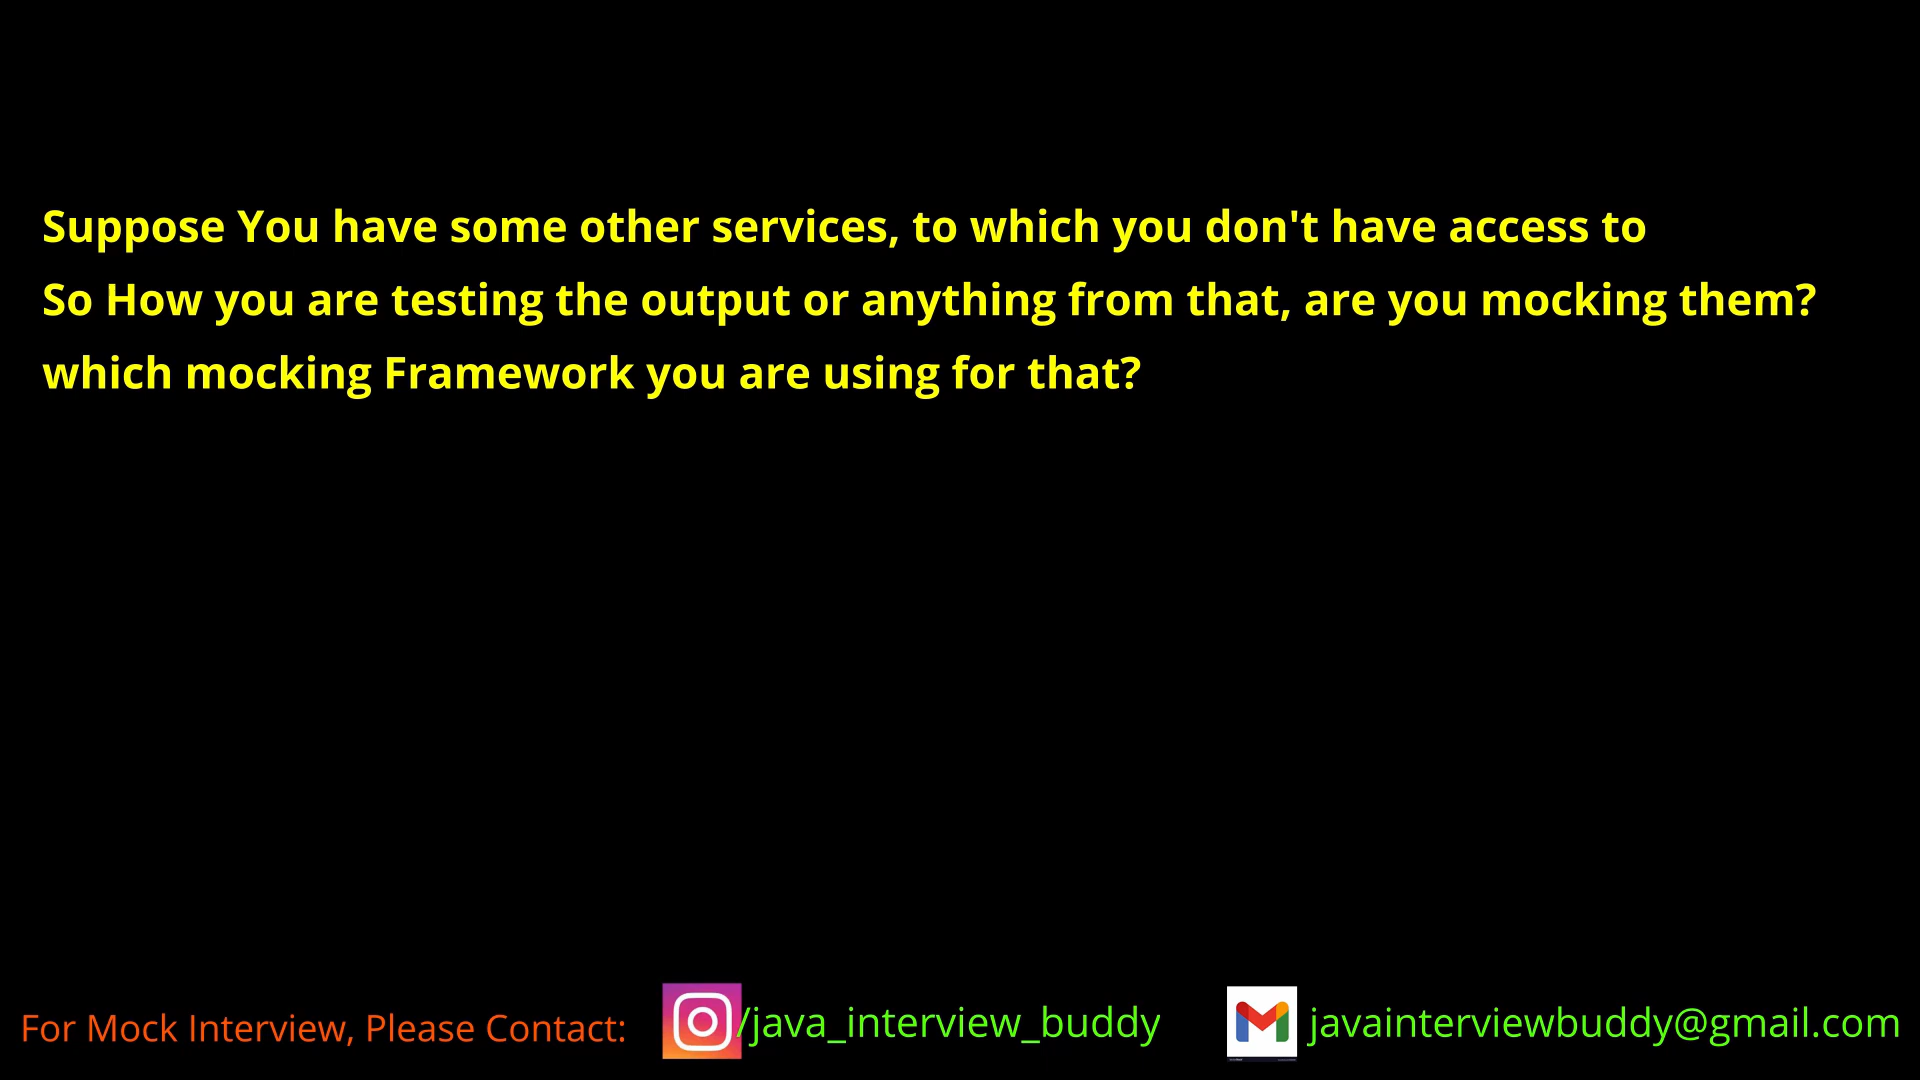 Suppose You have some other services, to which you don't have access to
So How you are testing the output or anything from that, are you mocking them?
which mocking Framework you are using for that?
For Mock Interview, Please Contact: /java_interview_buddy javainterviewbuddy@gmail.com